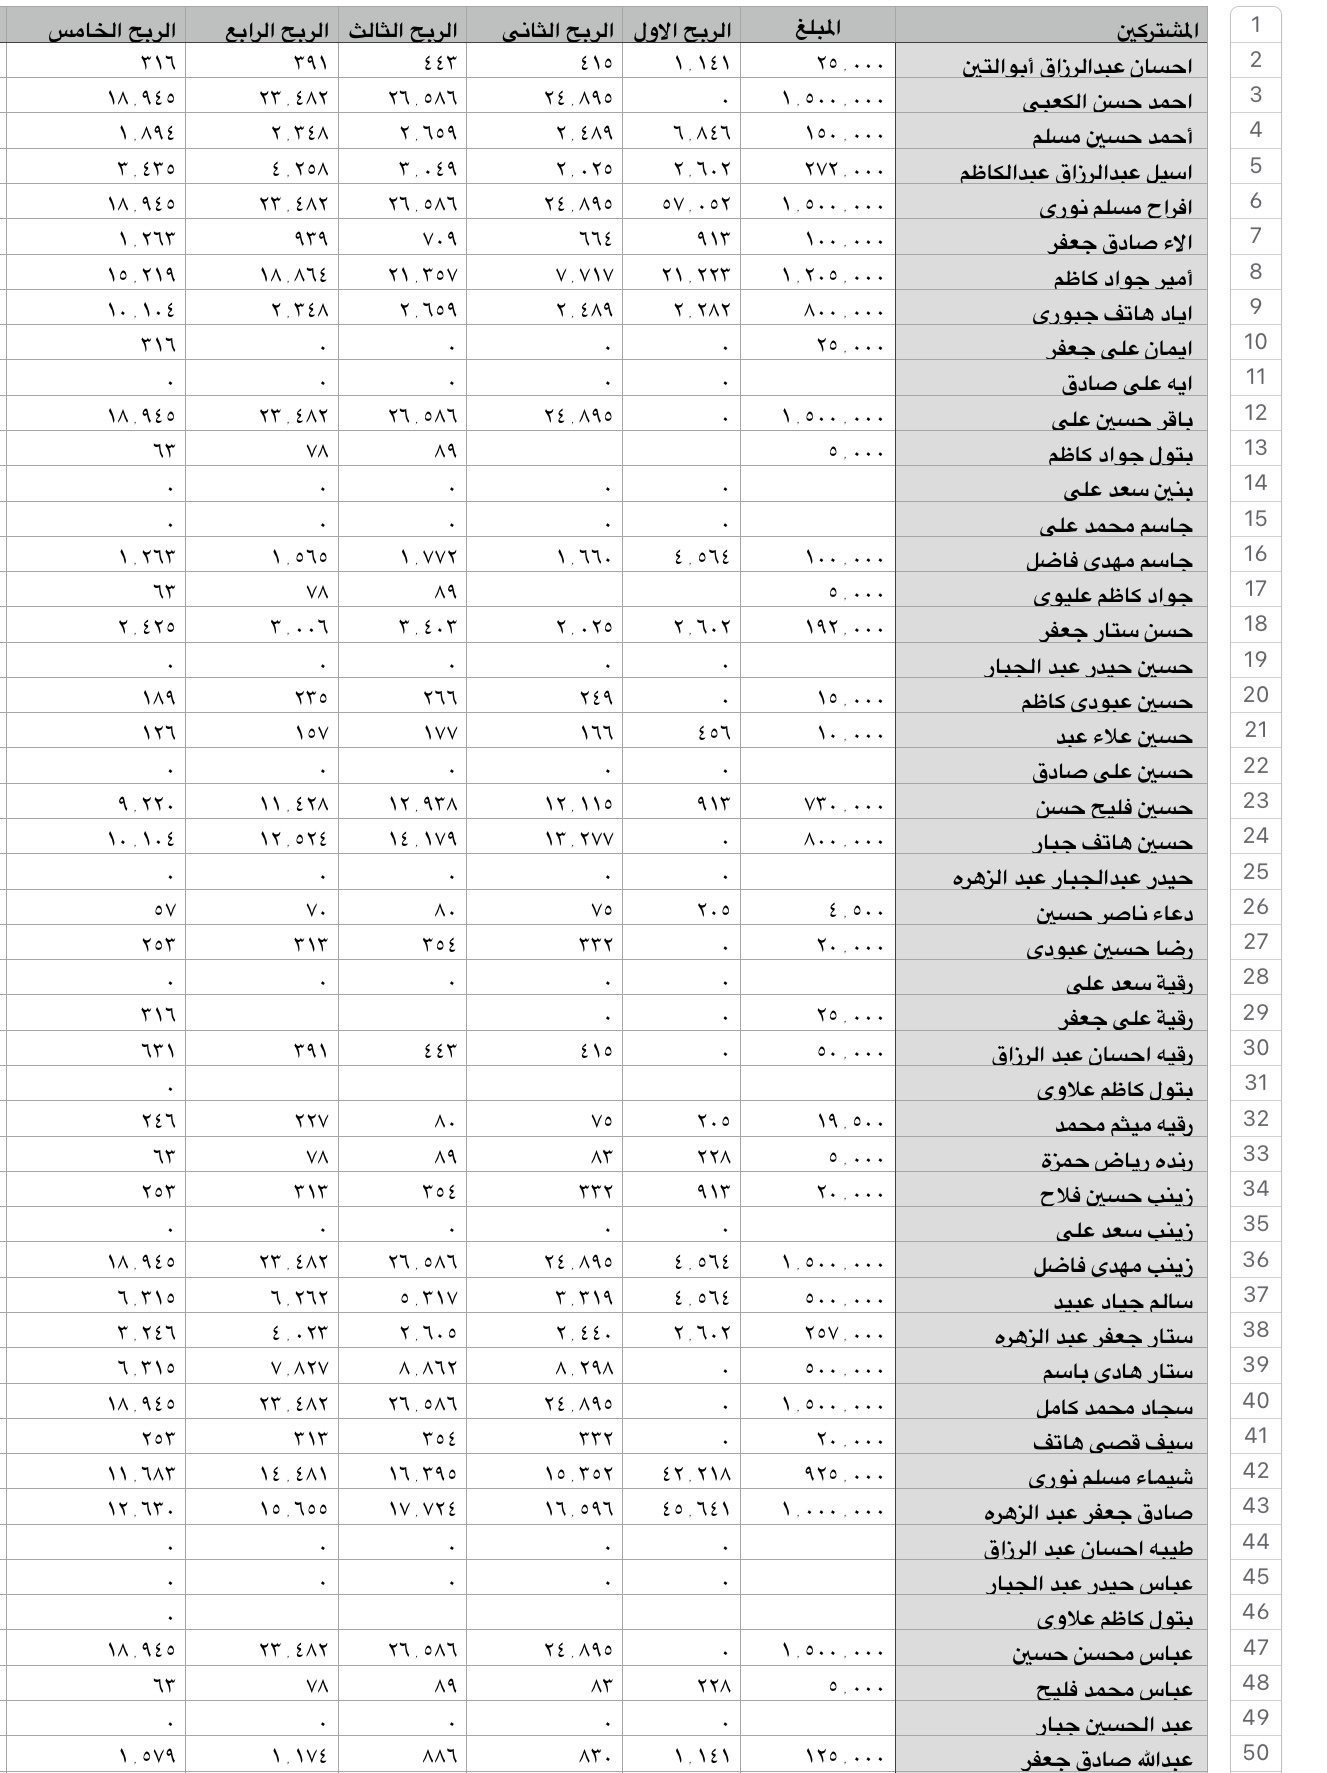 1 المشتركين المبلغ الربح الاول الربح الثاني الربح الثالث الربح الرابع الربح الخامس
2 احسان عبدالرزاق أبوالتين ٢٥٬٠٠٠ ١٬١٤١ ٤١٥ ٤٤٣ ٣٩١ ٣١٦
3 احمد حسن الكعبي ١٬٥٠٠٬٠٠٠ ٠ ٢٤٬٨٩٥ ٢٦٬٥٨٦ ٢٣٬٤٨٢ ١٨٬٩٤٥
4 أحمد حسين مسلم ١٥٠٬٠٠٠ ٦٬٨٤٦ ٢٬٤٨٩ ٢٬٦٥٩ ٢٬٣٤٨ ١٬٨٩٤
5 اسيل عبدالرزاق عبدالكاظم ٢٧٢٬٠٠٠ ٢٬٦٠٢ ٢٬٠٢٥ ٣٬٠٤٩ ٤٬٢٥٨ ٣٬٤٣٥
6 افراح مسلم نوري ١٬٥٠٠٬٠٠٠ ٥٧٬٠٥٢ ٢٤٬٨٩٥ ٢٦٬٥٨٦ ٢٣٬٤٨٢ ١٨٬٩٤٥
7 الاء صادق جعفر ١٠٠٬٠٠٠ ٩١٣ ٦٦٤ ٧٠٩ ٩٣٩ ١٬٢٦٣
8 أمير جواد كاظم ١٬٢٠٥٬٠٠٠ ٢١٬٢٢٣ ٧٬٧١٧ ٢١٬٣٥٧ ١٨٬٨٦٤ ١٥٬٢١٩
9 اياد هاتف جبوري ٨٠٠٬٠٠٠ ٢٬٢٨٢ ٢٬٤٨٩ ٢٬٦٥٩ ٢٬٣٤٨ ١٠٬١٠٤
10 ايمان علي جعفر ٢٥٬٠٠٠ ٠ ٠ ٠ ٠ ٣١٦
11 ايه علي صادق ٠ ٠ ٠ ٠ ٠
12 باقر حسين علي ١٬٥٠٠٬٠٠٠ ٠ ٢٤٬٨٩٥ ٢٦٬٥٨٦ ٢٣٬٤٨٢ ١٨٬٩٤٥
13 بتول جواد كاظم ٥٬٠٠٠ ٨٩ ٧٨ ٦٣
14 بنين سعد علي ٠ ٠ ٠ ٠ ٠
15 جاسم محمد علي ٠ ٠ ٠ ٠ ٠
16 جاسم مهدي فاضل ١٠٠٬٠٠٠ ٤٬٥٦٤ ١٬٦٦٠ ١٬٧٧٢ ١٬٥٦٥ ١٬٢٦٣
17 جواد كاظم عليوي ٥٬٠٠٠ ٨٩ ٧٨ ٦٣
18 حسن ستار جعفر ١٩٢٬٠٠٠ ٢٬٦٠٢ ٢٬٠٢٥ ٣٬٤٠٣ ٣٬٠٠٦ ٢٬٤٢٥
19 حسين حيدر عبد الجبار ٠ ٠ ٠ ٠ ٠
20 حسين عبودي كاظم ١٥٬٠٠٠ ٠ ٢٤٩ ٢٦٦ ٢٣٥ ١٨٩
21 حسين علاء عبد ١٠٬٠٠٠ ٤٥٦ ١٦٦ ١٧٧ ١٥٧ ١٢٦
22 حسين علي صادق ٠ ٠ ٠ ٠ ٠
23 حسين فليح حسن ٧٣٠٬٠٠٠ ٩١٣ ١٢٬١١٥ ١٢٬٩٣٨ ١١٬٤٢٨ ٩٬٢٢٠
24 حسين هاتف جبار ٨٠٠٬٠٠٠ ٠ ١٣٬٢٧٧ ١٤٬١٧٩ ١٢٬٥٢٤ ١٠٬١٠٤
25 حيدر عبدالجبار عبد الزهره ٠ ٠ ٠ ٠ ٠
26 دعاء ناصر حسين ٤٬٥٠٠ ٢٠٥ ٧٥ ٨٠ ٧٠ ٥٧
27 رضا حسين عبودي ٢٠٬٠٠٠ ٠ ٣٣٢ ٣٥٤ ٣١٣ ٢٥٣
28 رقية سعد علي ٠ ٠ ٠ ٠ ٠
29 رقية علي جعفر ٢٥٬٠٠٠ ٠ ٠ ٣١٦
30 رقيه احسان عبد الرزاق ٥٠٬٠٠٠ ٠ ٤١٥ ٤٤٣ ٣٩١ ٦٣١
31 بتول كاظم علاوي ٠
32 رقيه ميثم محمد ١٩٬٥٠٠ ٢٠٥ ٧٥ ٨٠ ٢٢٧ ٢٤٦
33 رنده رياض حمزة ٥٬٠٠٠ ٢٢٨ ٨٣ ٨٩ ٧٨ ٦٣
34 زينب حسين فلاح ٢٠٬٠٠٠ ٩١٣ ٣٣٢ ٣٥٤ ٣١٣ ٢٥٣
35 زينب سعد علي ٠ ٠ ٠ ٠ ٠
36 زينب مهدي فاضل ١٬٥٠٠٬٠٠٠ ٤٬٥٦٤ ٢٤٬٨٩٥ ٢٦٬٥٨٦ ٢٣٬٤٨٢ ١٨٬٩٤٥
37 سالم جياد عبيد ٥٠٠٬٠٠٠ ٤٬٥٦٤ ٣٬٣١٩ ٥٬٣١٧ ٦٬٢٦٢ ٦٬٣١٥
38 ستار جعفر عبد الزهره ٢٥٧٬٠٠٠ ٢٬٦٠٢ ٢٬٤٤٠ ٢٬٦٠٥ ٤٬٠٢٣ ٣٬٢٤٦
39 ستار هادي باسم ٥٠٠٬٠٠٠ ٠ ٨٬٢٩٨ ٨٬٨٦٢ ٧٬٨٢٧ ٦٬٣١٥
40 سجاد محمد كامل ١٬٥٠٠٬٠٠٠ ٠ ٢٤٬٨٩٥ ٢٦٬٥٨٦ ٢٣٬٤٨٢ ١٨٬٩٤٥
41 سيف قصي هاتف ٢٠٬٠٠٠ ٠ ٣٣٢ ٣٥٤ ٣١٣ ٢٥٣
42 شيماء مسلم نوري ٩٢٥٬٠٠٠ ٤٢٬٢١٨ ١٥٬٣٥٢ ١٦٬٣٩٥ ١٤٬٤٨١ ١١٬٦٨٣
43 صادق جعفر عبد الزهره ١٬٠٠٠٬٠٠٠ ٤٥٬٦٤١ ١٦٬٥٩٦ ١٧٬٧٢٤ ١٥٬٦٥٥ ١٢٬٦٣٠
44 طيبه احسان عبد الرزاق ٠ ٠ ٠ ٠ ٠
45 عباس حيدر عبد الجبار ٠ ٠ ٠ ٠ ٠
46 بتول كاظم علاوي ٠
47 عباس محسن حسين ١٬٥٠٠٬٠٠٠ ٠ ٢٤٬٨٩٥ ٢٦٬٥٨٦ ٢٣٬٤٨٢ ١٨٬٩٤٥
48 عباس محمد فليح ٥٬٠٠٠ ٢٢٨ ٨٣ ٨٩ ٧٨ ٦٣
49 عبد الحسين جبار ٠ ٠ ٠ ٠ ٠
50 عبدالله صادق جعفر ١٢٥٬٠٠٠ ١٬١٤١ ٨٣٠ ٨٨٦ ١٬١٧٤ ١٬٥٧٩